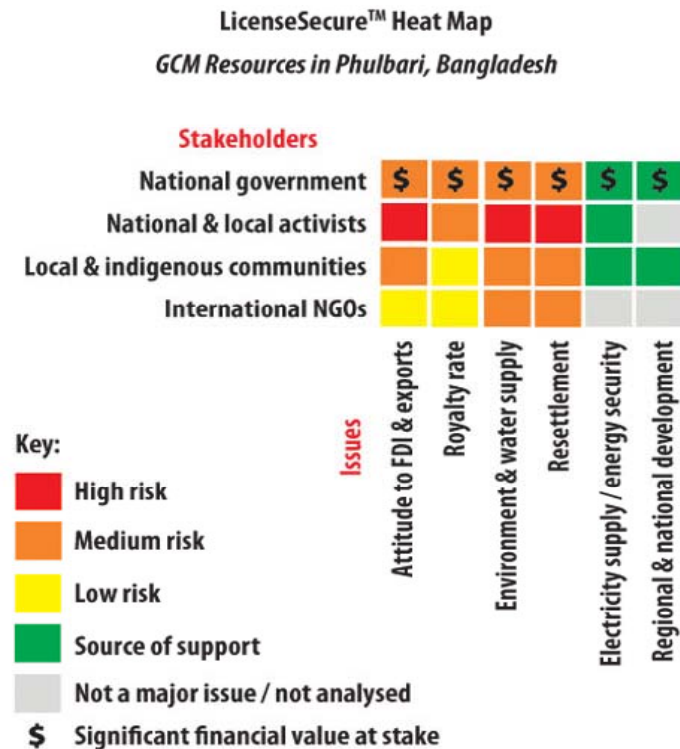 LicenseSecure™ Heat Map
GCM Resources in Phulbari, Bangladesh
Stakeholders
National government $ $ $ $ $ $
National & local activists
Local & indigenous communities
International NGOs
Issues
Attitude to FDI & exports
Royalty rate
Environment & water supply
Resettlement
Electricity supply / energy security
Regional & national development
Key:
High risk
Medium risk
Low risk
Source of support
Not a major issue / not analysed
$ Significant financial value at stake